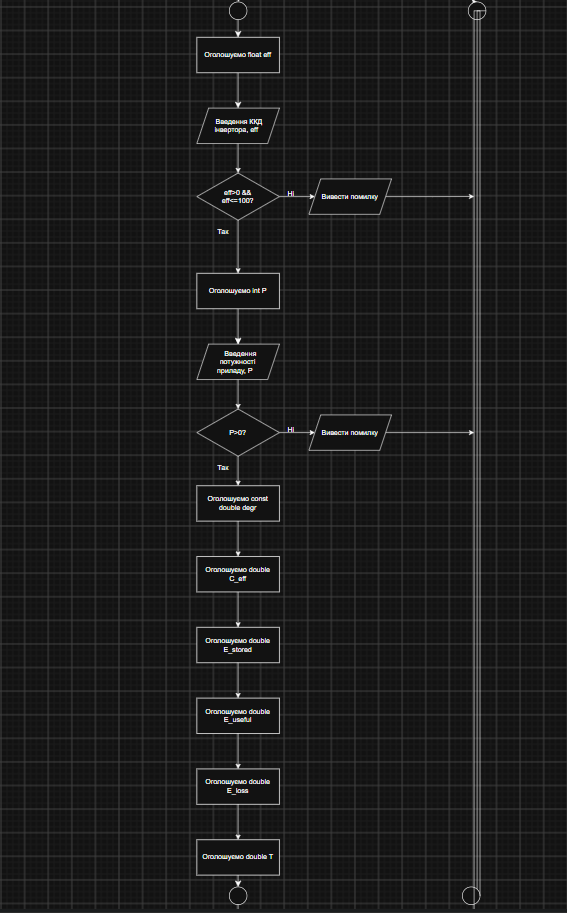 Оголошуємо float eff
Введення ККД
інвертора, eff
eff>0 &&
eff<=100?
Ні
Вивести помилку
Так
Оголошуємо int P
Введення
потужності
приладу, P
P>0?
Ні
Вивести помилку
Так
Оголошуємо const
double degr
Оголошуємо double
C_eff
Оголошуємо double
E_stored
Оголошуємо double
E_useful
Оголошуємо double
E_loss
Оголошуємо double T